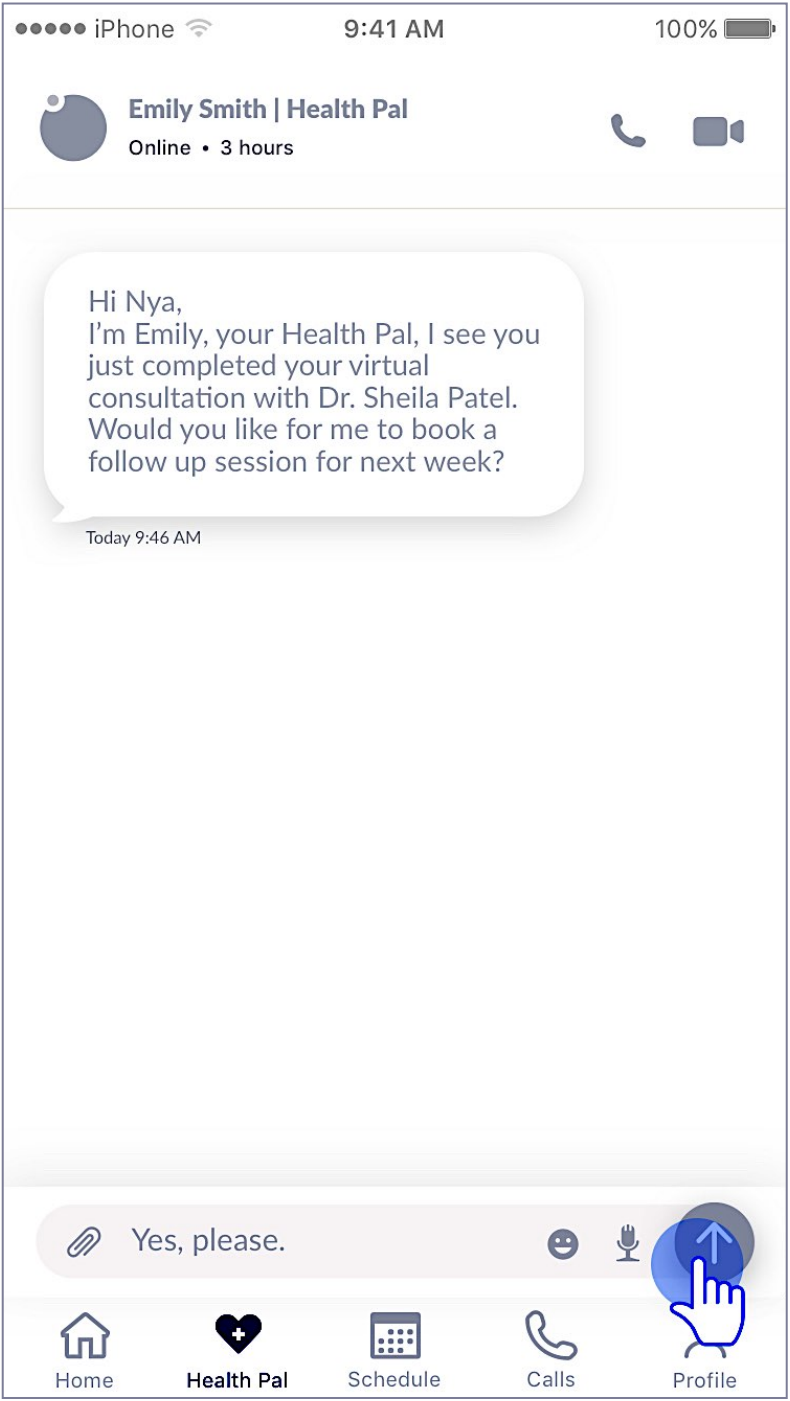 iPhone 9:41 AM 100%
Emily Smith | Health Pal
Online • 3 hours
Hi Nya,
I'm Emily, your Health Pal, I see you
just completed your virtual
consultation with Dr. Sheila Patel.
Would you like for me to book a
follow up session for next week?
Today 9:46 AM
Yes, please.
Home Health Pal Schedule Calls Profile